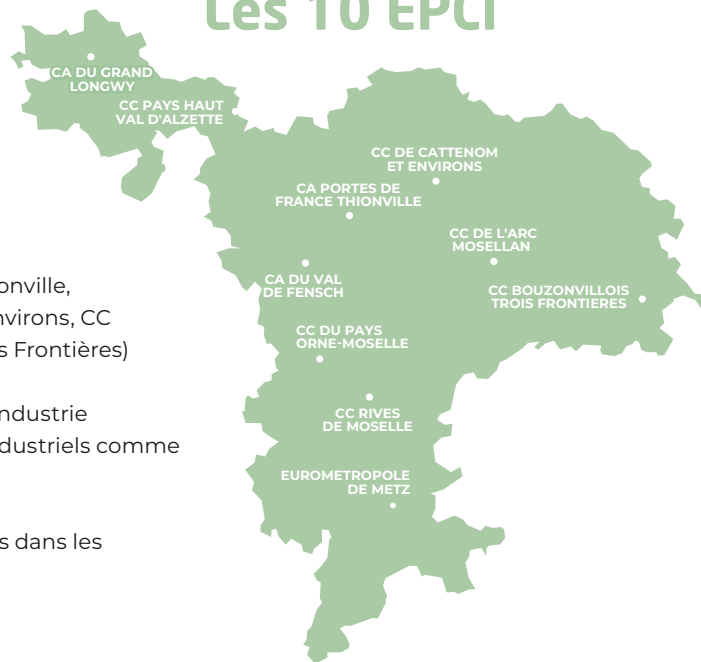 Les 10 EPCI
CA DU GRAND
LONGWY
CC PAYS HAUT
VAL D'ALZETTE
CC DE CATTENOM
ET ENVIRONS
CA PORTES DE
FRANCE THIONVILLE
CC DE L'ARC
MOSELLAN
CA DU VAL
DE FENSCH
CC BOUZONVILLOIS
TROIS FRONTIERES
CC DU PAYS
ORNE-MOSELLE
CC RIVES
DE MOSELLE
EUROMETROPOLE
DE METZ
onville,
nvirons, CC
s Frontières)
ndustrie
dustriels comme
s dans les